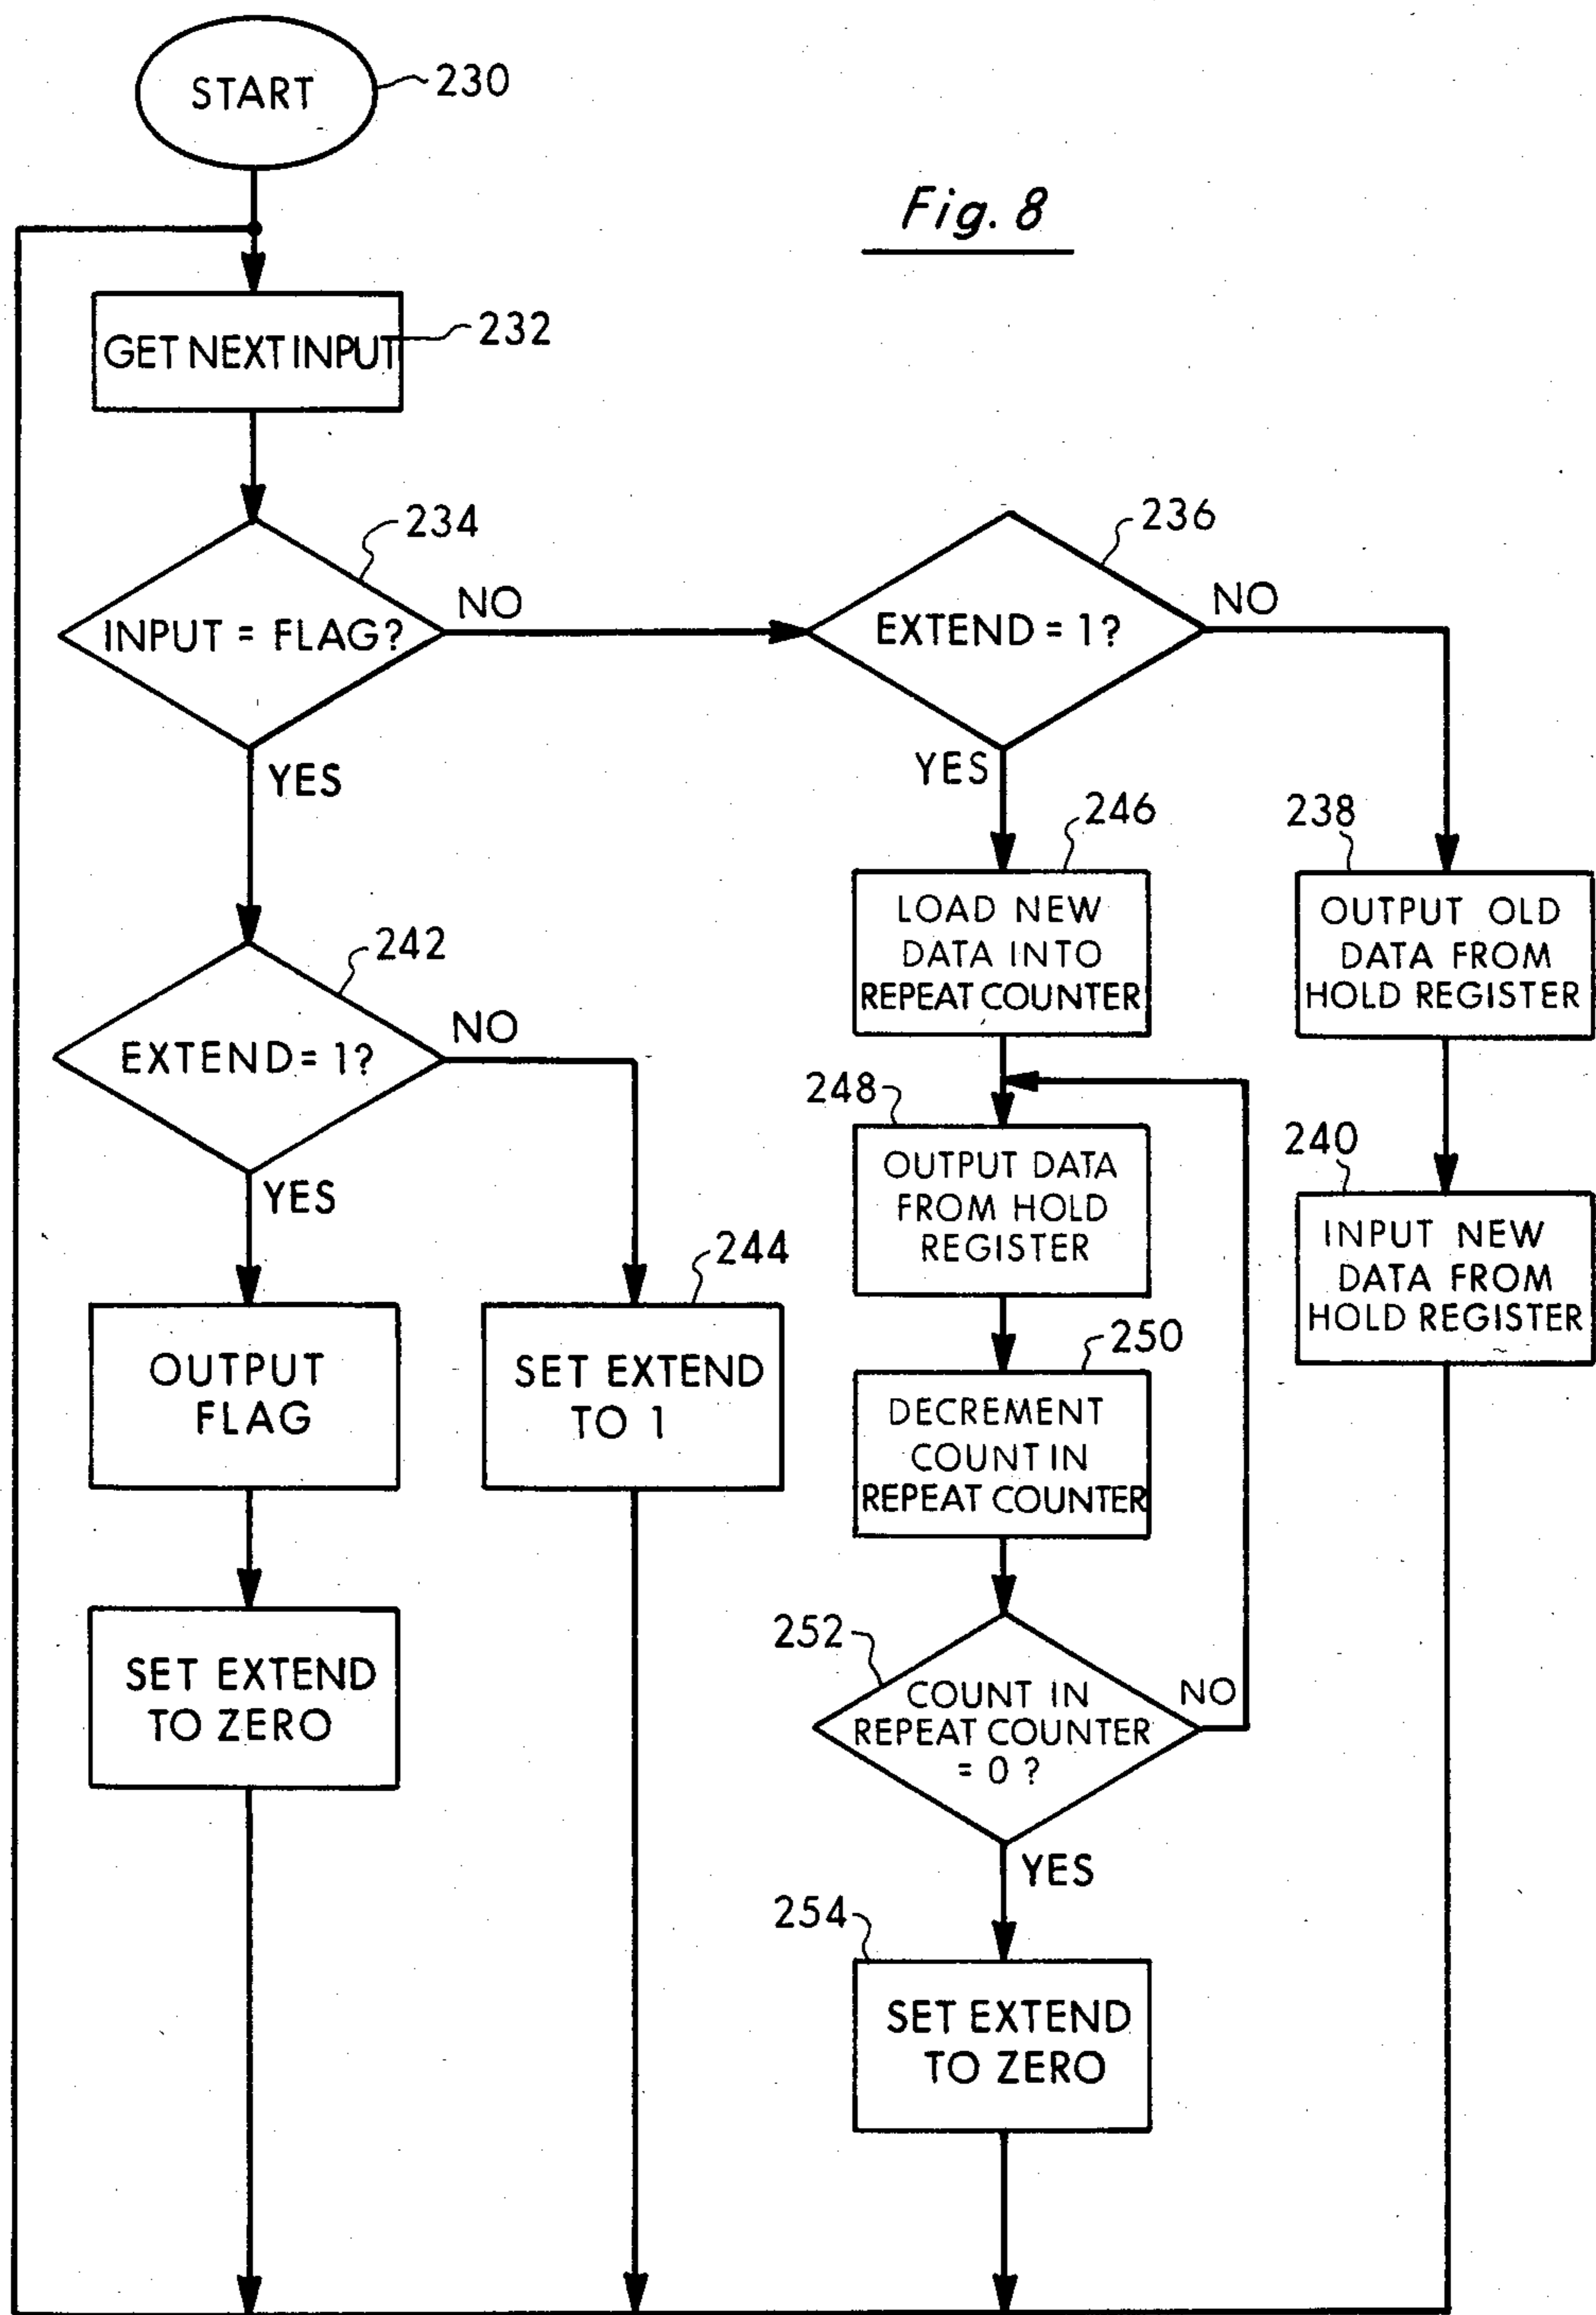 START
230
Fig. 8
GET NEXT INPUT
232
234
INPUT = FLAG?
NO
YES
236
EXTEND = 1?
NO
YES
246
LOAD NEW
DATA INTO
REPEAT COUNTER
238
OUTPUT OLD
DATA FROM
HOLD REGISTER
242
EXTEND = 1?
NO
YES
248
OUTPUT DATA
FROM HOLD
REGISTER
240
INPUT NEW
DATA FROM
HOLD REGISTER
OUTPUT
FLAG
244
SET EXTEND
TO 1
250
DECREMENT
COUNT IN
REPEAT COUNTER
SET EXTEND
TO ZERO
252
COUNT IN
REPEAT COUNTER
= 0 ?
NO
YES
254
SET EXTEND
TO ZERO